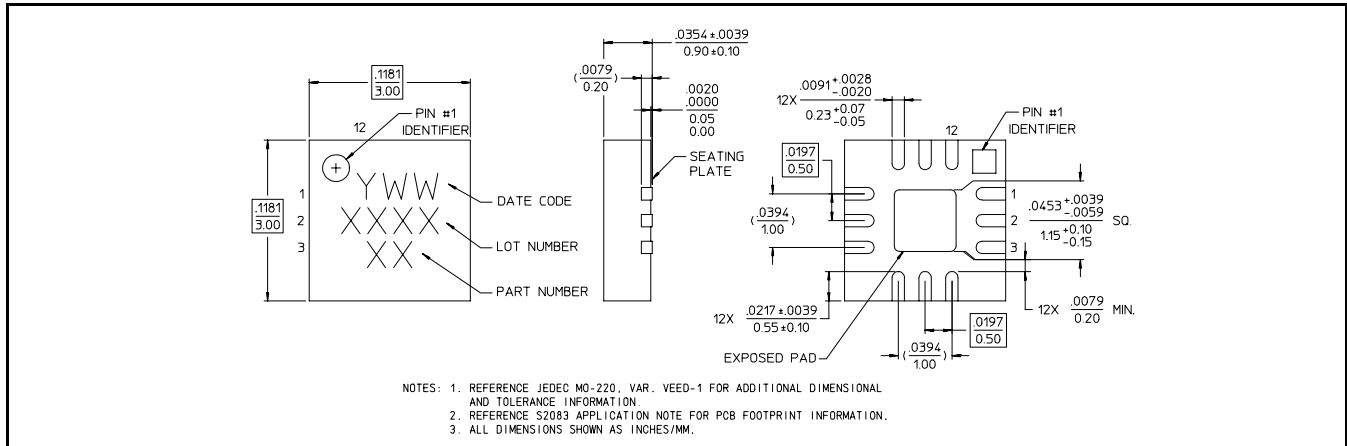 .1181
3.00
12
PIN #1
IDENTIFIER
.1181
3.00
1
2
3
YWW
XXXX
XX
DATE CODE
LOT NUMBER
PART NUMBER
.0354±.0039
0.90±0.10
(.0079
0.20)
.0020
.0000
0.05
0.00
SEATING
PLATE
12X .0091 +.0028 -.0020
0.23 +0.07 -0.05
12
PIN #1
IDENTIFIER
.0197
0.50
(.0394
1.00)
1
2
3
.0453 +.0039 -.0059 SQ.
1.15 +0.10 -0.15
12X .0217±.0039
0.55±0.10
12X .0079 MIN.
0.20
.0197
0.50
(.0394
1.00)
EXPOSED PAD
NOTES: 1. REFERENCE JEDEC MO-220, VAR. VEED-1 FOR ADDITIONAL DIMENSIONAL
AND TOLERANCE INFORMATION.
2. REFERENCE S2083 APPLICATION NOTE FOR PCB FOOTPRINT INFORMATION.
3. ALL DIMENSIONS SHOWN AS INCHES/MM.